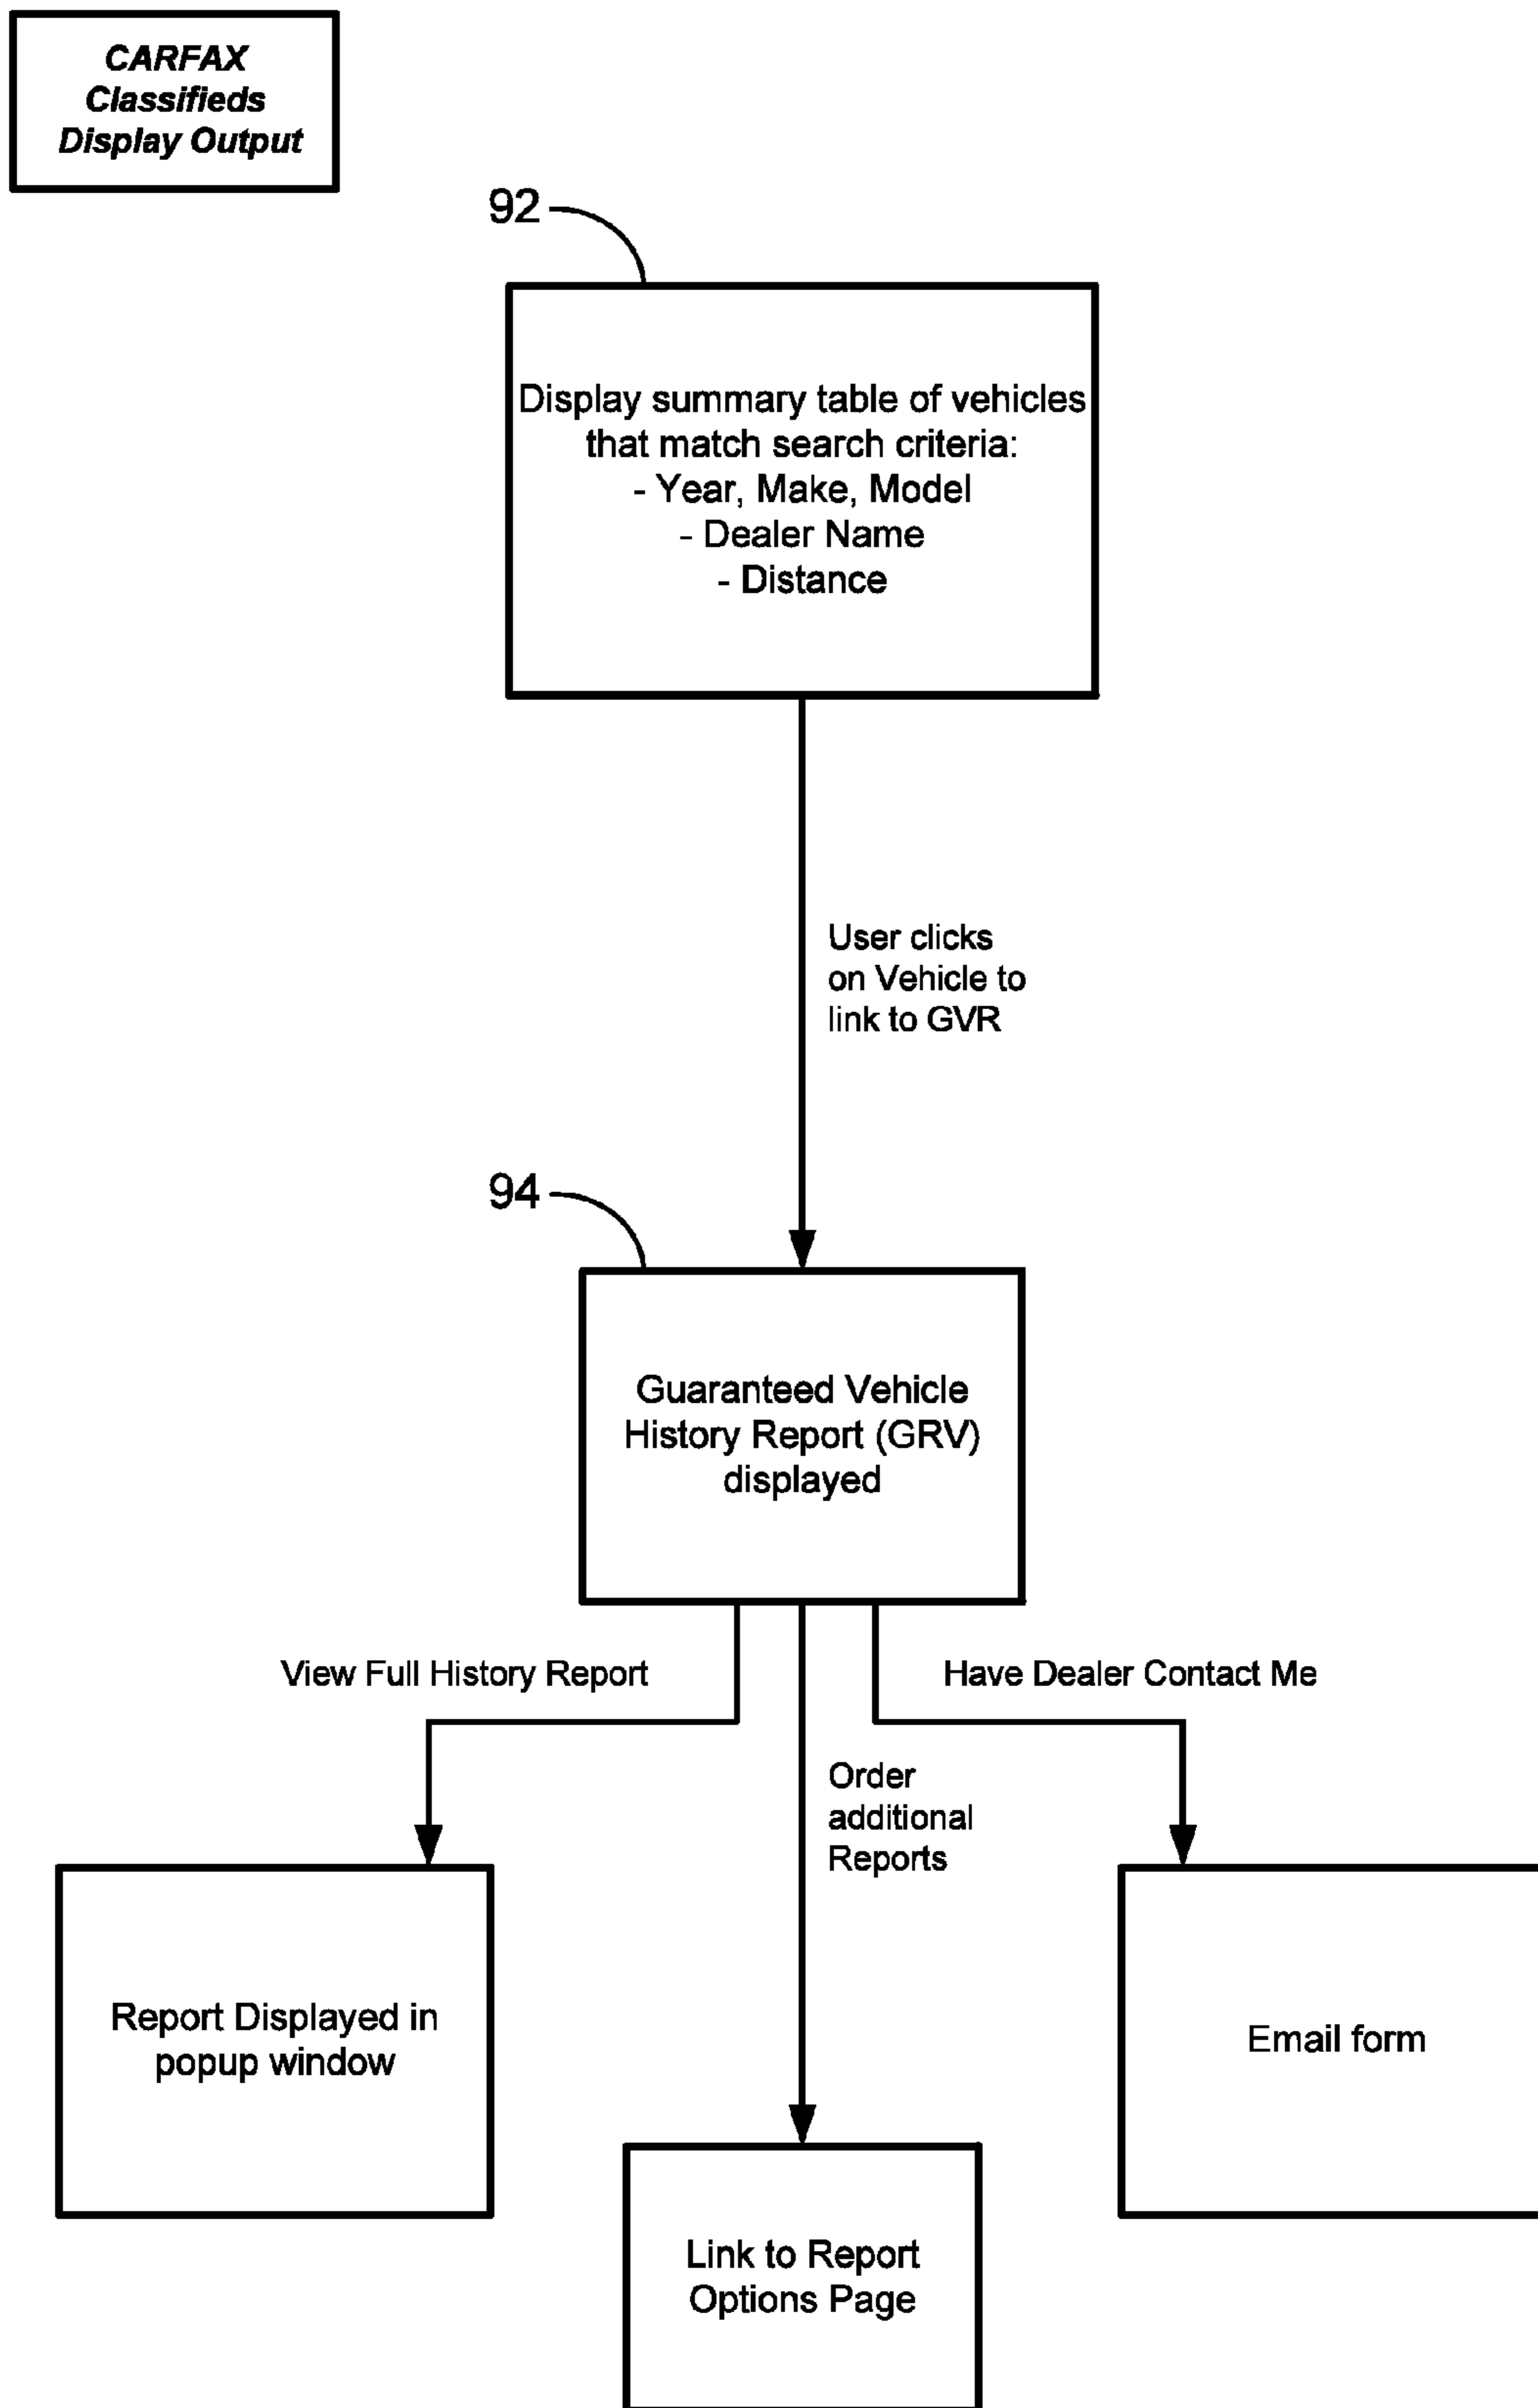 CARFAX
Classifieds
Display Output
92
Display summary table of vehicles
that match search criteria:
- Year, Make, Model
- Dealer Name
- Distance
User clicks
on Vehicle to
link to GVR
94
Guaranteed Vehicle
History Report (GRV)
displayed
View Full History Report
Have Dealer Contact Me
Order
additional
Reports
Report Displayed in
popup window
Email form
Link to Report
Options Page